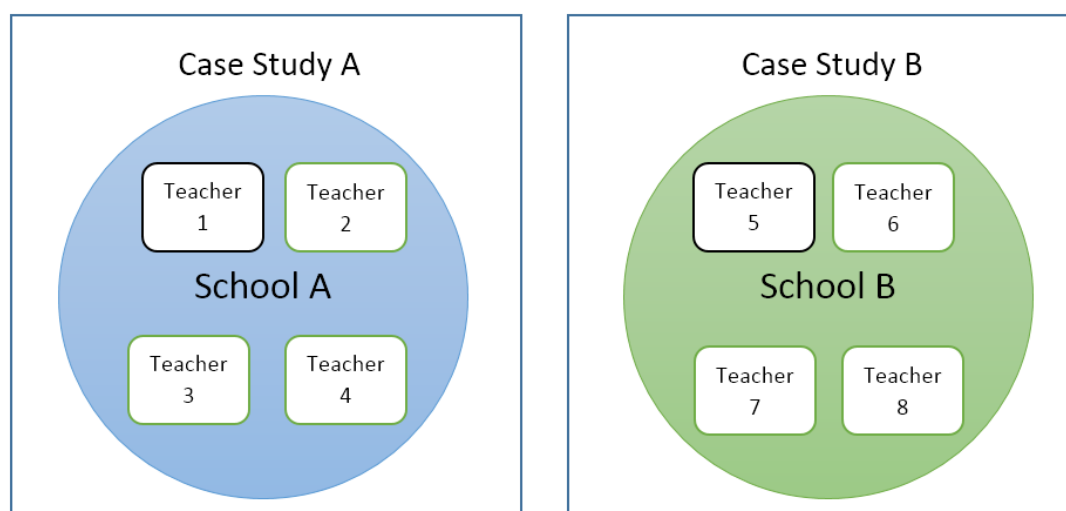 Case Study A
Teacher
1
Teacher
2
School A
Teacher
3
Teacher
4
Case Study B
Teacher
5
Teacher
6
School B
Teacher
7
Teacher
8